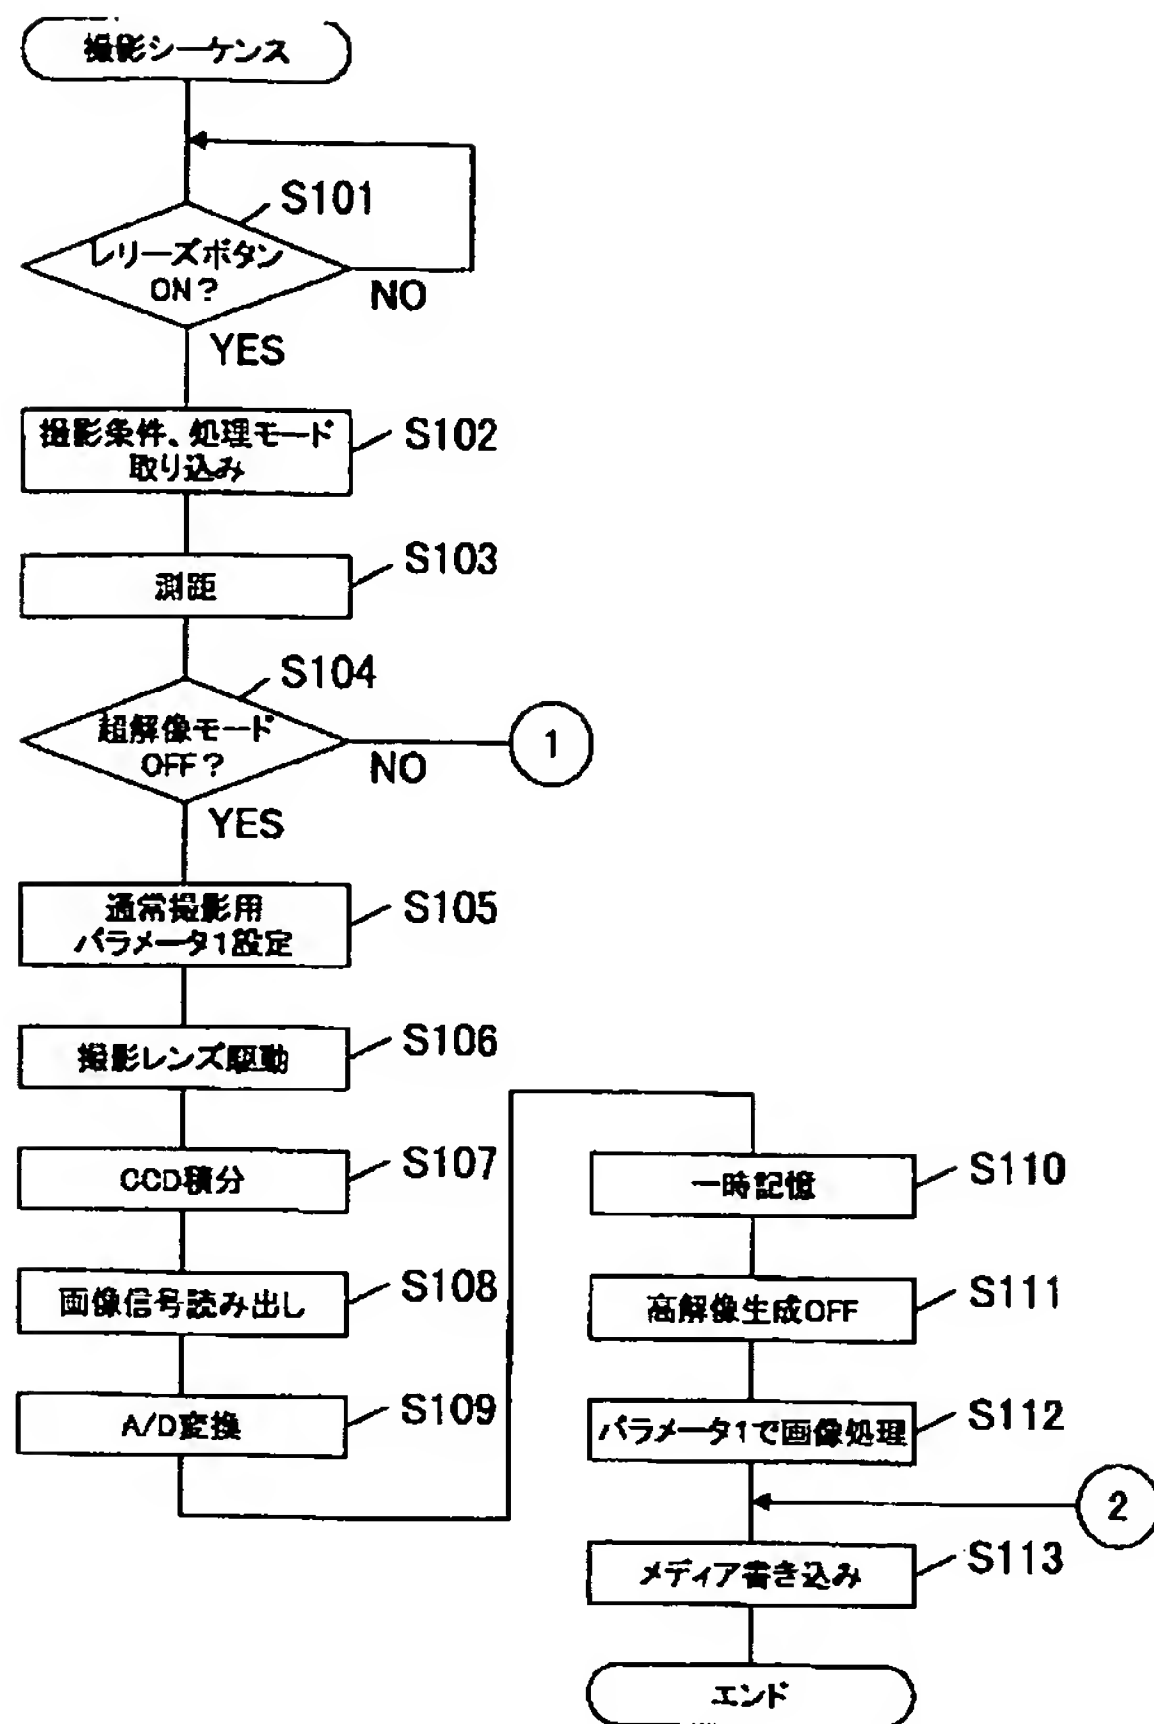 撮影シーケンス
S101
レリーズボタン
ON?
NO
YES
撮影条件、処理モード
取り込み
S102
測距
S103
S104
超解像モード
OFF?
NO
1
YES
通常撮影用
パラメータ1設定
S105
撮影レンズ駆動
S106
CCD積分
S107
画像信号読み出し
S108
A/D変換
S109
一時記憶
S110
高解像生成OFF
S111
パラメータ1で画像処理
S112
2
メディア書き込み
S113
エンド